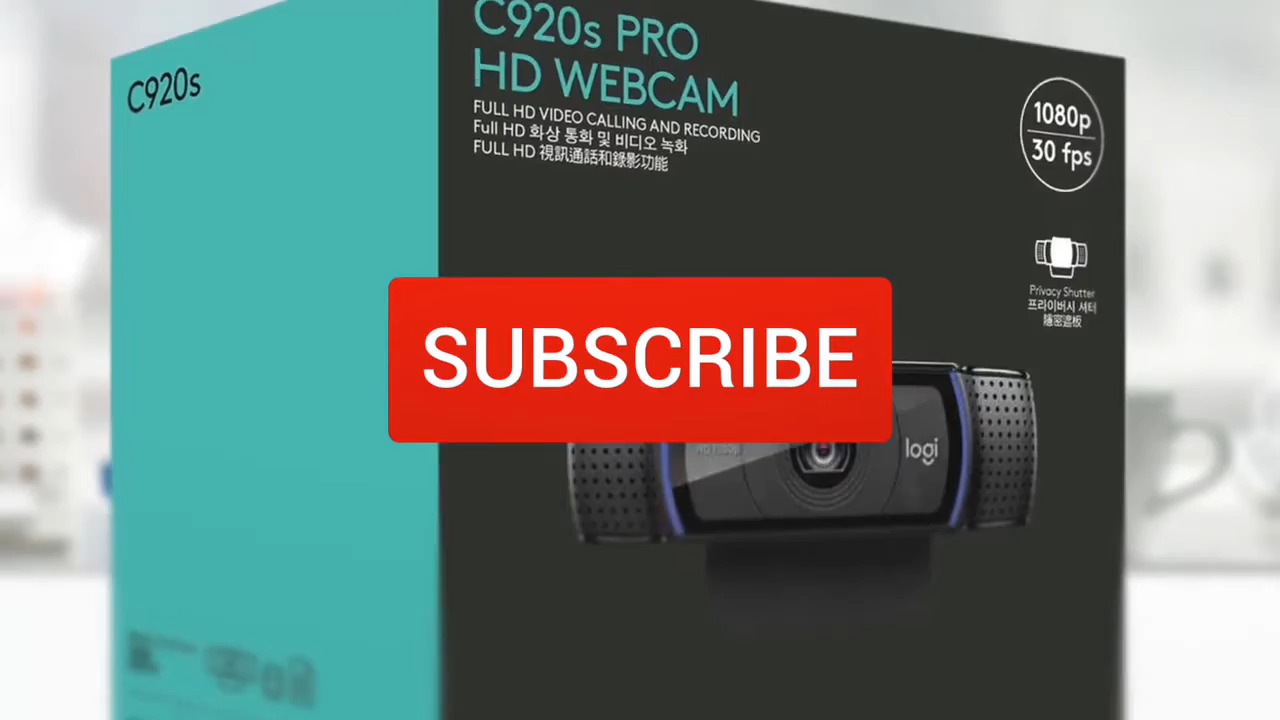 C920s
C920s PRO
HD WEBCAM
FULL HD VIDEO CALLING AND RECORDING
Full HD 화상 통화 및 비디오 녹화
FULL HD 視訊通話和錄影功能
1080p
30 fps
Privacy Shutter
프라이버시 셔터
隱密遮板
SUBSCRIBE
HD 1080p
logi